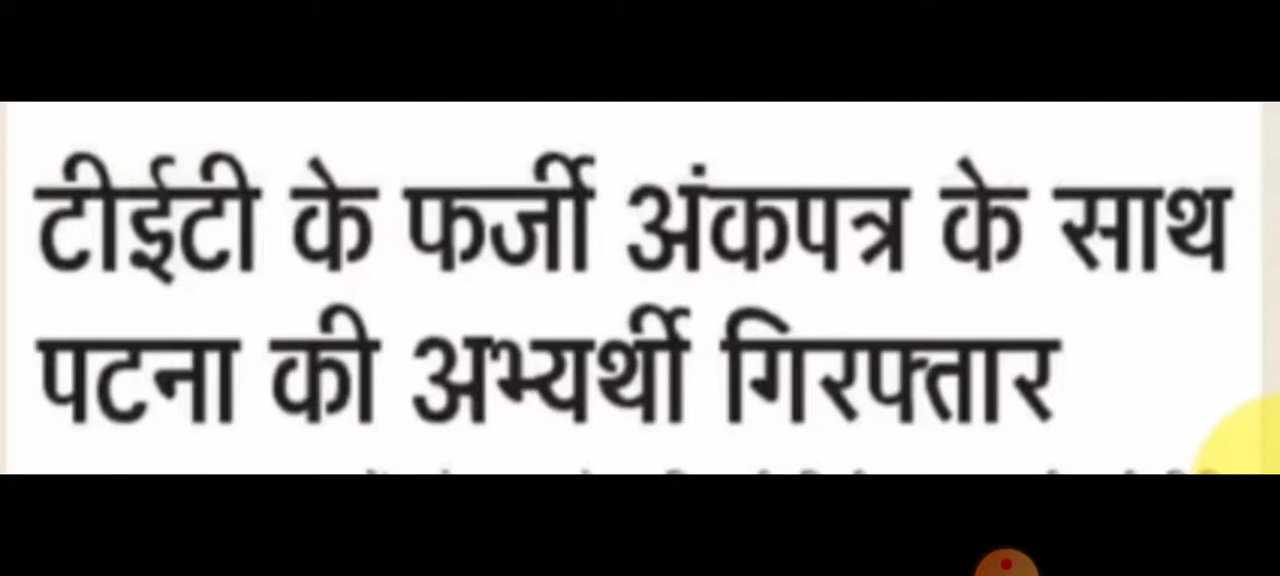 टीईटी के फर्जी अंकपत्र के साथ
पटना की अभ्यर्थी गिरफ्तार